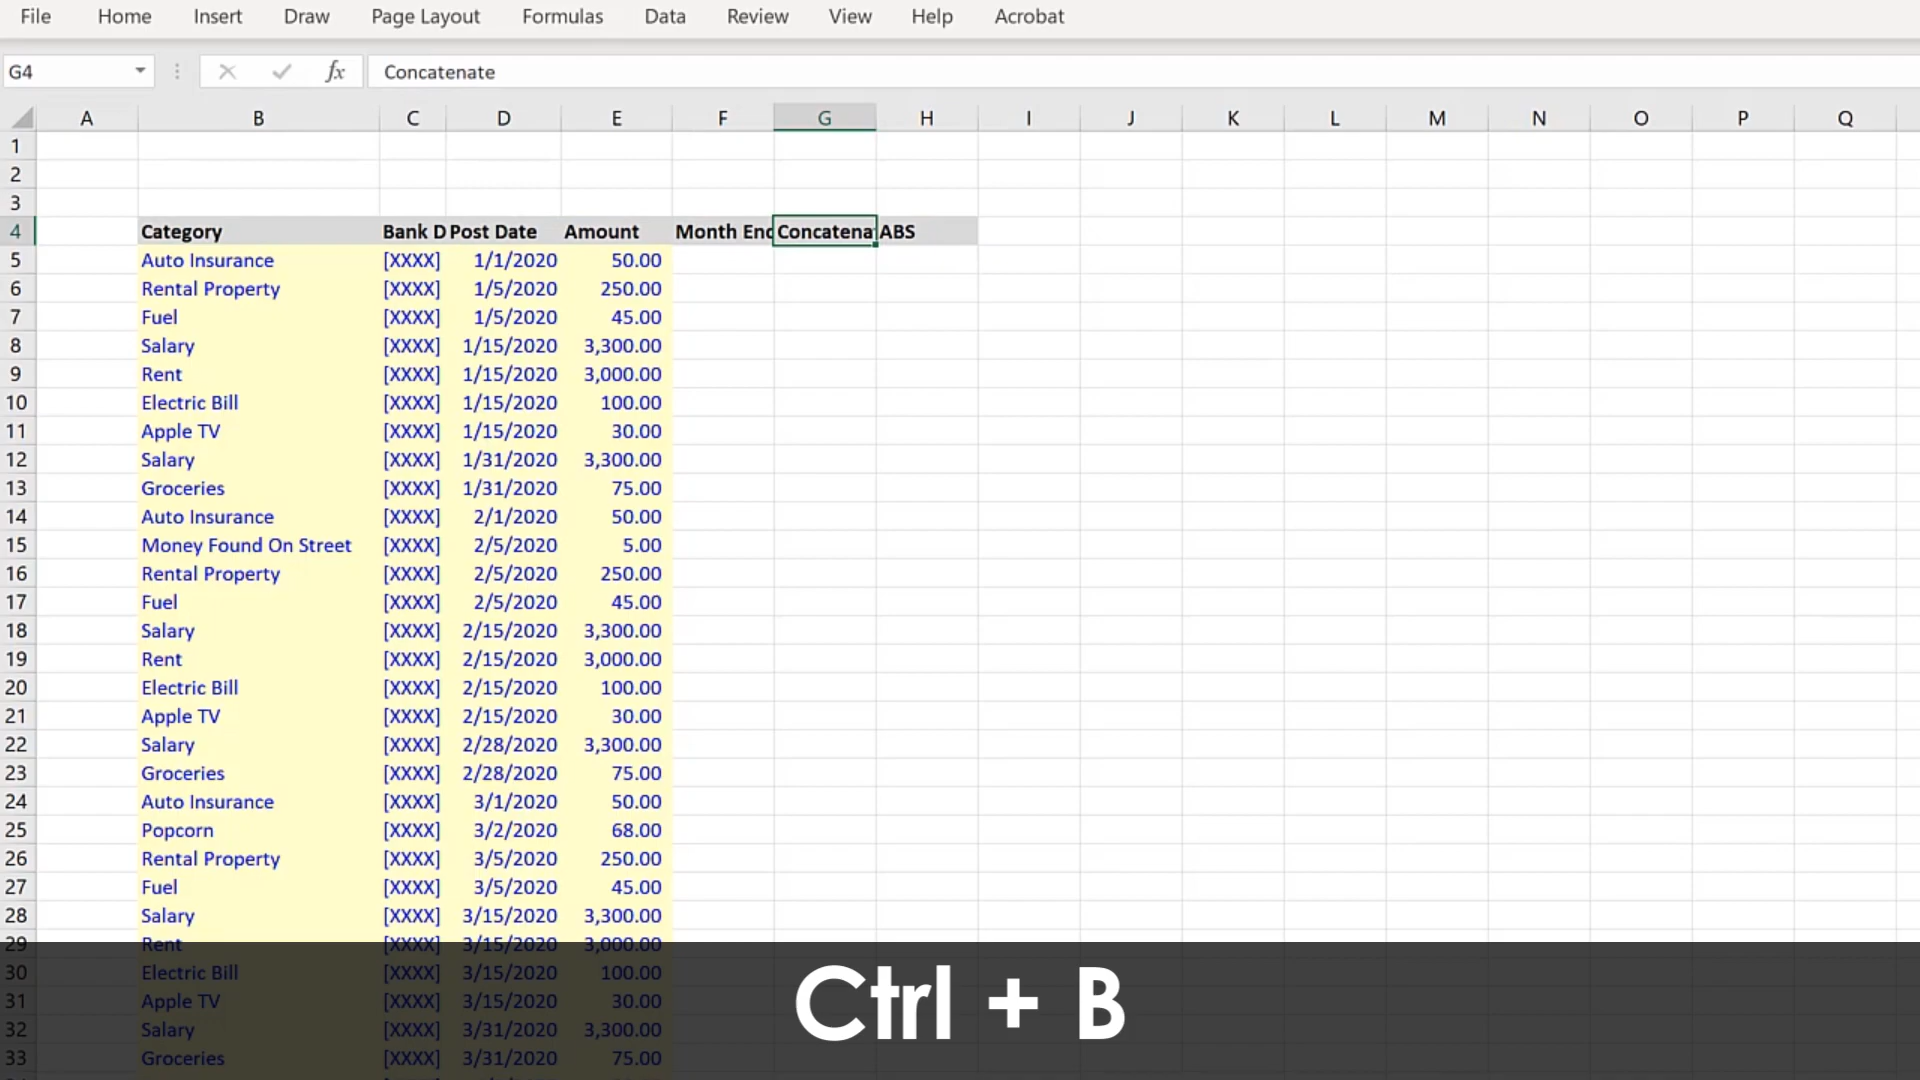 File Home Insert Draw Page Layout Formulas Data Review View Help Acrobat
G4 fx Concatenate
A B C D E F G H I J K L M N O P Q
1
2
3
4 Category Bank D Post Date Amount Month End Concatena ABS
5 Auto Insurance [XXXX] 1/1/2020 50.00
6 Rental Property [XXXX] 1/5/2020 250.00
7 Fuel [XXXX] 1/5/2020 45.00
8 Salary [XXXX] 1/15/2020 3,300.00
9 Rent [XXXX] 1/15/2020 3,000.00
10 Electric Bill [XXXX] 1/15/2020 100.00
11 Apple TV [XXXX] 1/15/2020 30.00
12 Salary [XXXX] 1/31/2020 3,300.00
13 Groceries [XXXX] 1/31/2020 75.00
14 Auto Insurance [XXXX] 2/1/2020 50.00
15 Money Found On Street [XXXX] 2/5/2020 5.00
16 Rental Property [XXXX] 2/5/2020 250.00
17 Fuel [XXXX] 2/5/2020 45.00
18 Salary [XXXX] 2/15/2020 3,300.00
19 Rent [XXXX] 2/15/2020 3,000.00
20 Electric Bill [XXXX] 2/15/2020 100.00
21 Apple TV [XXXX] 2/15/2020 30.00
22 Salary [XXXX] 2/28/2020 3,300.00
23 Groceries [XXXX] 2/28/2020 75.00
24 Auto Insurance [XXXX] 3/1/2020 50.00
25 Popcorn [XXXX] 3/2/2020 68.00
26 Rental Property [XXXX] 3/5/2020 250.00
27 Fuel [XXXX] 3/5/2020 45.00
28 Salary [XXXX] 3/15/2020 3,300.00
29 Rent [XXXX] 3/15/2020 3,000.00
30 Electric Bill [XXXX] 3/15/2020 100.00
31 Apple TV [XXXX] 3/15/2020 30.00
32 Salary [XXXX] 3/31/2020 3,300.00
33 Groceries [XXXX] 3/31/2020 75.00
Ctrl + B